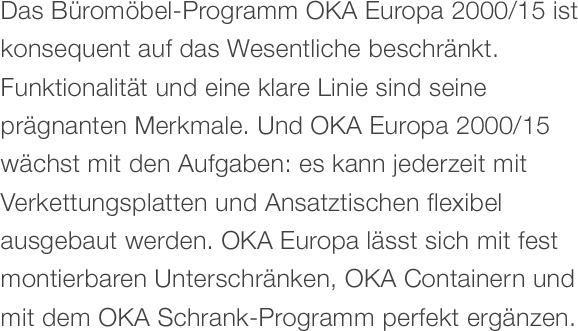 Das Büromöbel-Programm OKA Europa 2000/15 ist
konsequent auf das Wesentliche beschränkt.
Funktionalität und eine klare Linie sind seine
prägnanten Merkmale. Und OKA Europa 2000/15
wächst mit den Aufgaben: es kann jederzeit mit
Verkettungsplatten und Ansatztischen flexibel
ausgebaut werden. OKA Europa lässt sich mit fest
montierbaren Unterschränken, OKA Containern und
mit dem OKA Schrank-Programm perfekt ergänzen.